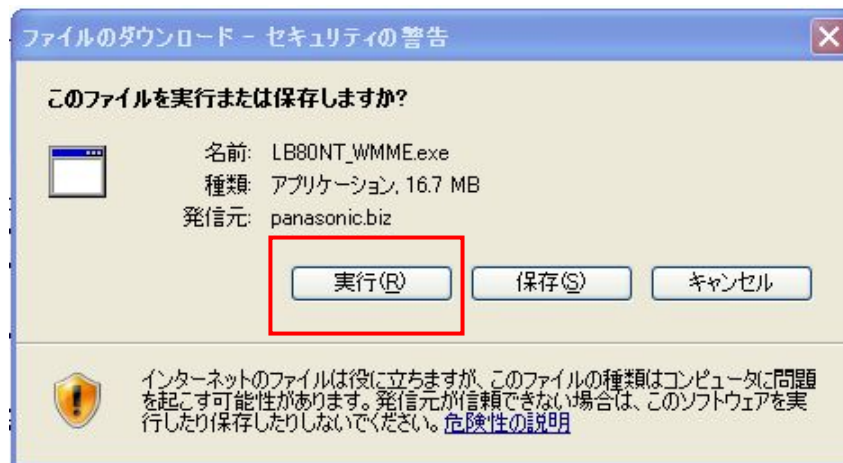 ファイルのダウンロード - セキュリティの警告
このファイルを実行または保存しますか?
名前: LB80NT_WMME.exe
種類: アプリケーション, 16.7 MB
発信元: panasonic.biz
実行(R) 保存(S) キャンセル
インターネットのファイルは役に立ちますが、このファイルの種類はコンピュータに問題
を起こす可能性があります。発信元が信頼できない場合は、このソフトウェアを実
行したり保存したりしないでください。危険性の説明